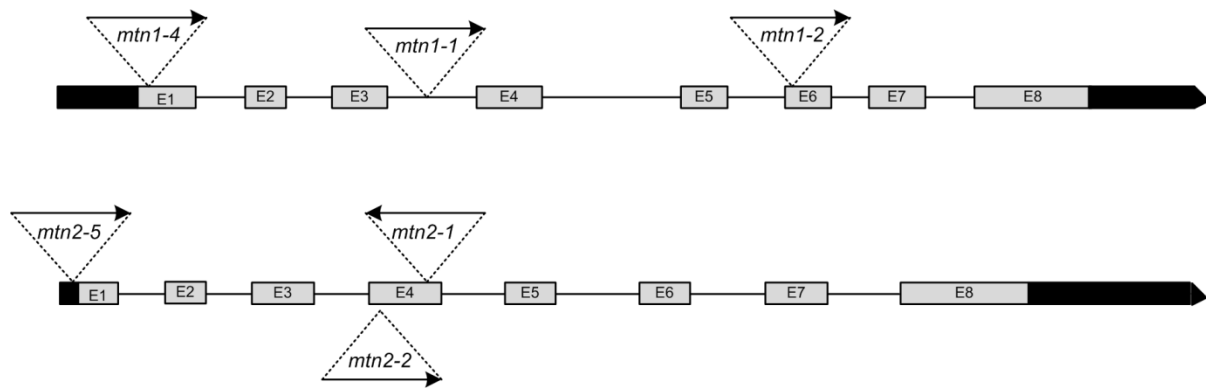 mtn1-4 mtn1-1 mtn1-2
E1 E2 E3 E4 E5 E6 E7 E8
mtn2-5 mtn2-1
E1 E2 E3 E4 E5 E6 E7 E8
mtn2-2